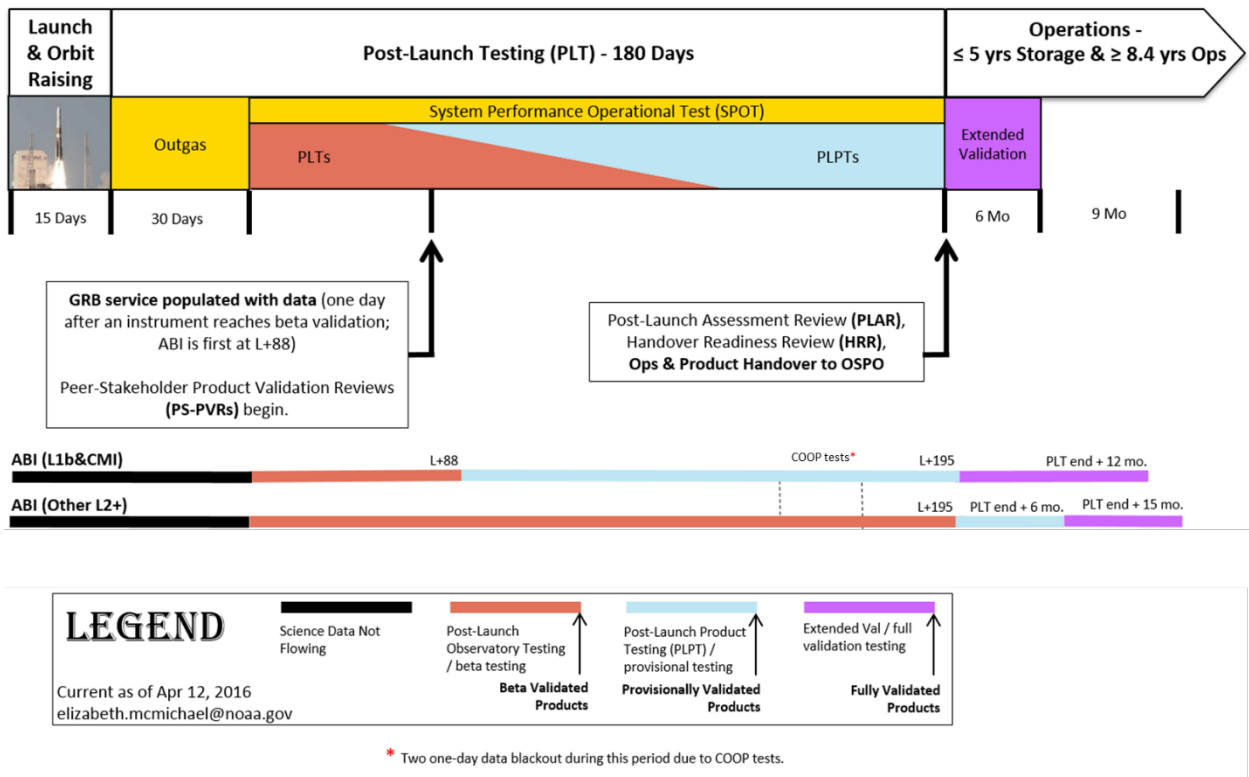 Launch
& Orbit
Raising
Post-Launch Testing (PLT) - 180 Days
Operations -
≤ 5 yrs Storage & ≥ 8.4 yrs Ops
System Performance Operational Test (SPOT)
Outgas
PLTs
PLPTs
Extended
Validation
15 Days
30 Days
6 Mo
9 Mo
GRB service populated with data (one day
after an instrument reaches beta validation;
ABI is first at L+88)
Peer-Stakeholder Product Validation Reviews
(PS-PVRs) begin.
Post-Launch Assessment Review (PLAR),
Handover Readiness Review (HRR),
Ops & Product Handover to OSPO
ABI (L1b&CMI)
L+88
COOP tests*
L+195
PLT end + 12 mo.
ABI (Other L2+)
L+195
PLT end + 6 mo.
PLT end + 15 mo.
LEGEND
Science Data Not
Flowing
Post-Launch
Observatory Testing
/ beta testing
Beta Validated
Products
Post-Launch Product
Testing (PLPT) /
provisional testing
Provisionally Validated
Products
Extended Val / full
validation testing
Fully Validated
Products
Current as of Apr 12, 2016
elizabeth.mcmichael@noaa.gov
* Two one-day data blackout during this period due to COOP tests.